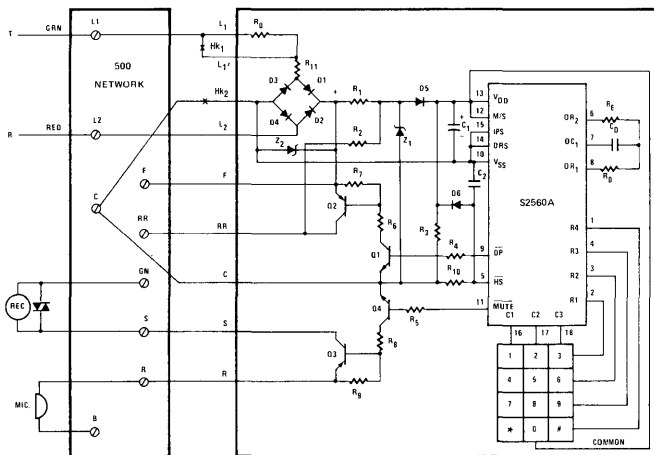 T GRN L1 L1 R0
Hk1
500
NETWORK
L1' R11
Hk2
D3 D1
D4 D2
+ R1 D5
R RED L2 L2
R2
Z2 Z1
+ C1 -
13 VDD
12 M/S
15 IPS
14 DRS
10 VSS
C2
OR2 6 RE
OC1 7 CD
OR1 8 RD
S2560A
F F R7
C
Q2 R6
RR RR
D6
R3
Q1 R4 9 DP
GN C R10 5 HS
R4 1
R3 4
R2 3
R1 2
Q4 R5 11 MUTE
REC
S S
C1 C2 C3
16 17 18
Q3 R8
MIC. R R R9
B
1 2 3
4 5 6
7 8 9
* 0 #
COMMON